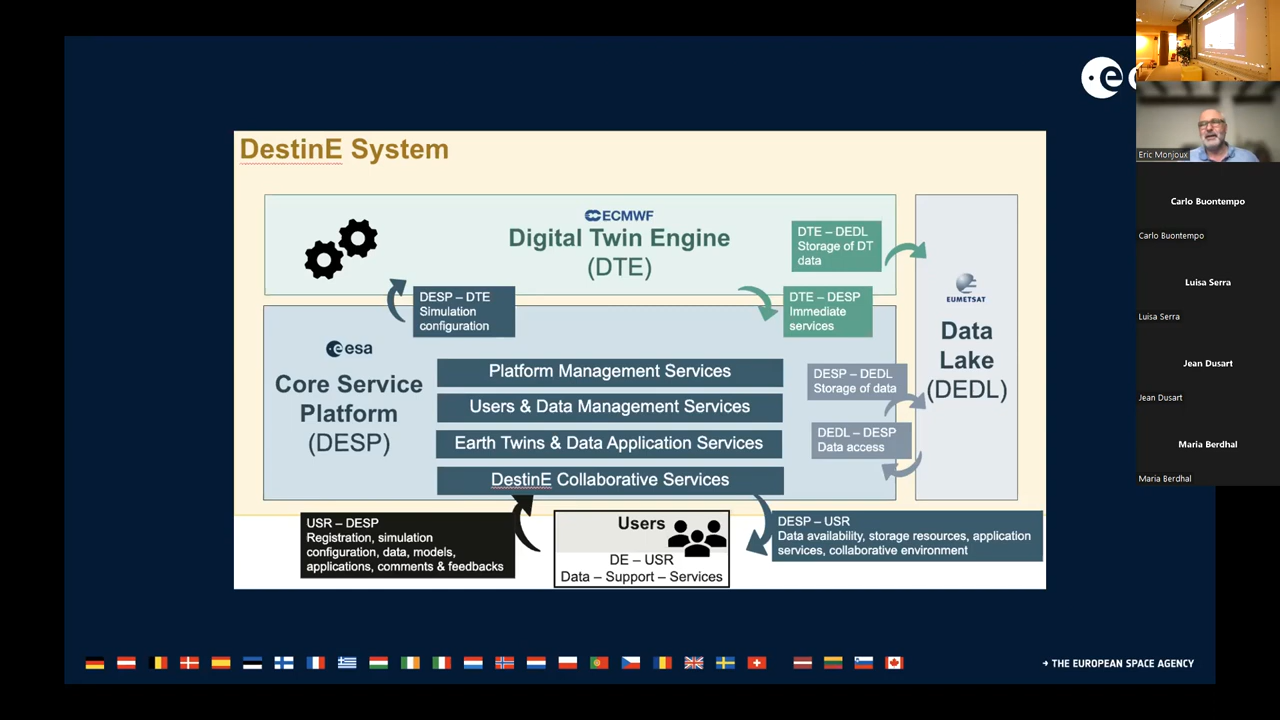 esa
DestinE System
ECMWF
Digital Twin Engine
(DTE)
DTE – DEDL
Storage of DT
data
DESP – DTE
Simulation
configuration
DTE – DESP
Immediate
services
EUMETSAT
Data
Lake
(DEDL)
esa
Core Service
Platform
(DESP)
Platform Management Services
Users & Data Management Services
Earth Twins & Data Application Services
DestinE Collaborative Services
DESP – DEDL
Storage of data
DEDL – DESP
Data access
USR – DESP
Registration, simulation
configuration, data, models,
applications, comments & feedbacks
Users
DE – USR
Data – Support – Services
DESP – USR
Data availability, storage resources, application
services, collaborative environment
→ THE EUROPEAN SPACE AGENCY
Eric Monjoux
Carlo Buontempo
Carlo Buontempo
Luisa Serra
Luisa Serra
Jean Dusart
Jean Dusart
Maria Berdhal
Maria Berdhal